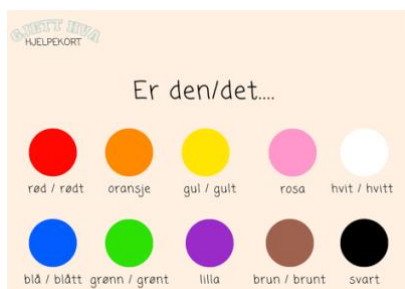 GJETT HVA
HJELPEKORT
Er den/det....
rød / rødt oransje gul / gult rosa hvit / hvitt
blå / blått grønn / grønt lilla brun / brunt svart